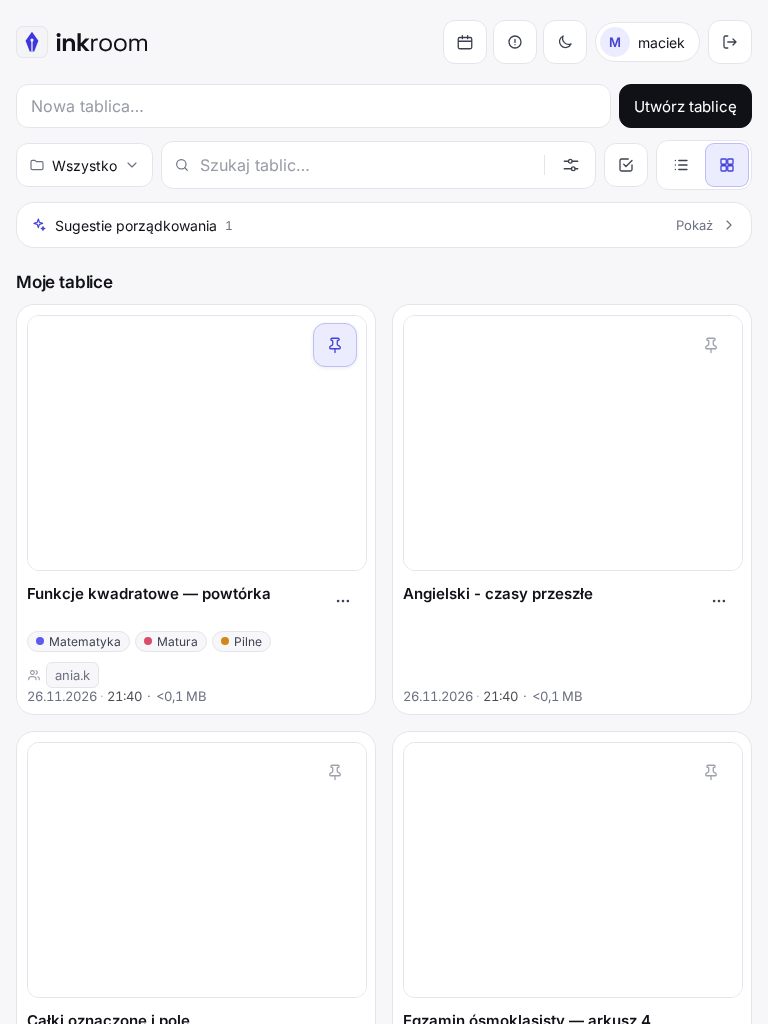 inkroom
M maciek
Nowa tablica...
Utwórz tablicę
Wszystko
Szukaj tablic...
Sugestie porządkowania 1
Pokaż
Moje tablice
Funkcje kwadratowe — powtórka
Matematyka
Matura
Pilne
ania.k
26.11.2026 · 21:40 · <0,1 MB
Angielski - czasy przeszłe
26.11.2026 · 21:40 · <0,1 MB
Całki oznaczone i pole
Egzamin ósmoklasisty — arkusz 4